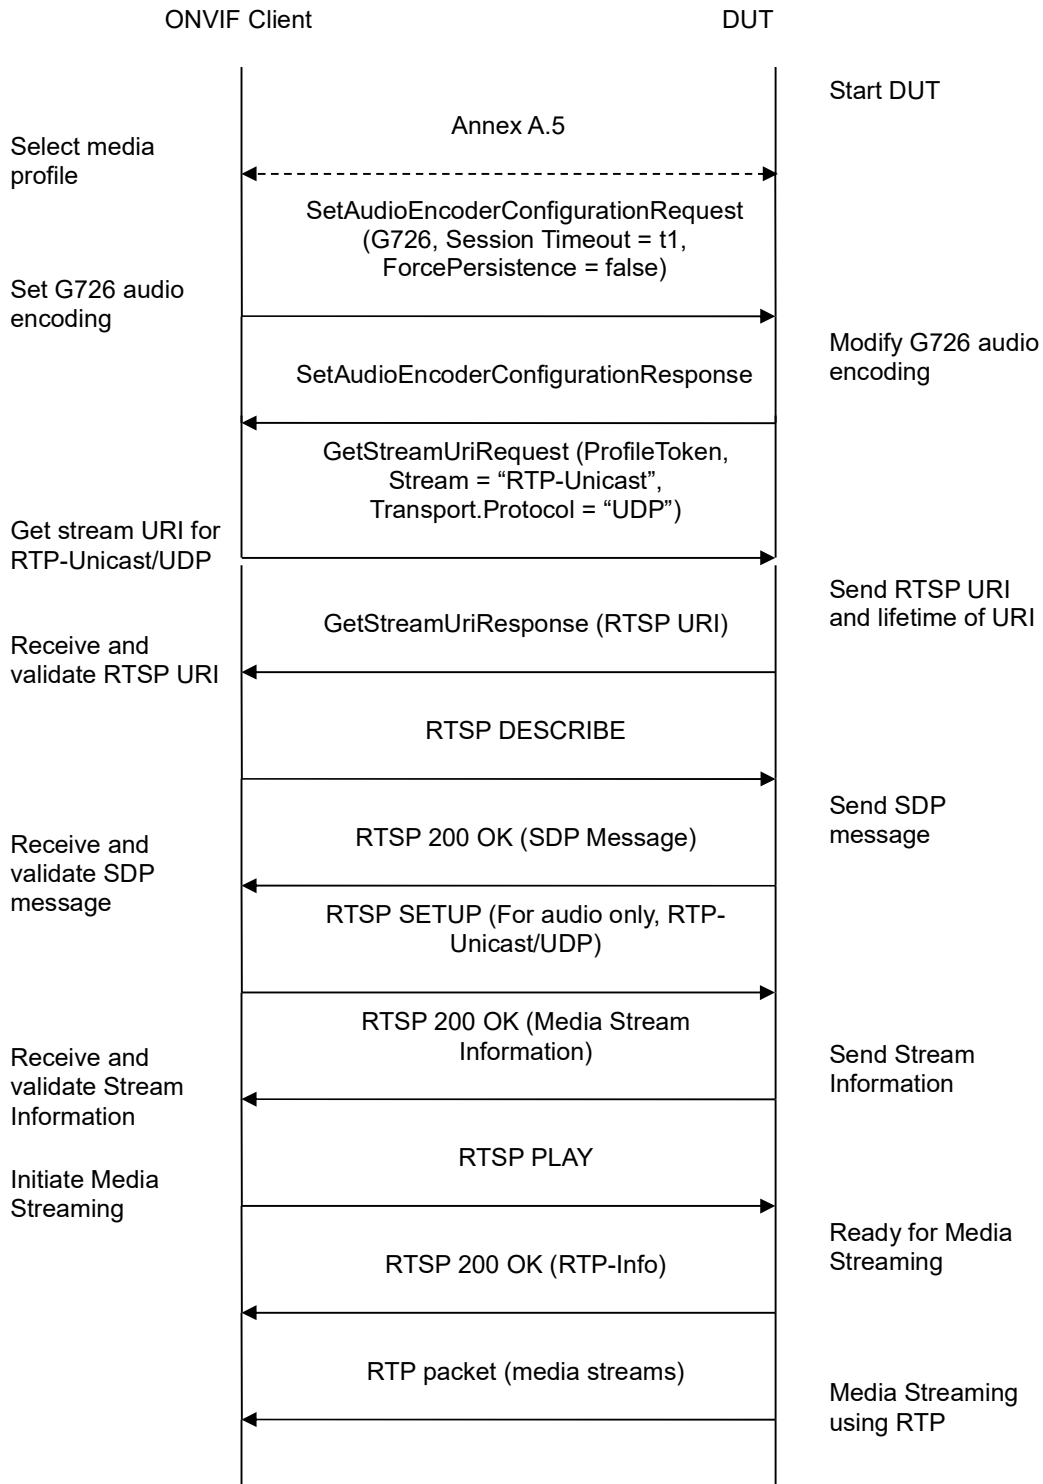 ONVIF Client
DUT
Start DUT
Annex A.5
Select media
profile
SetAudioEncoderConfigurationRequest
(G726, Session Timeout = t1,
ForcePersistence = false)
Set G726 audio
encoding
Modify G726 audio
encoding
SetAudioEncoderConfigurationResponse
GetStreamUriRequest (ProfileToken,
Stream = “RTP-Unicast”,
Transport.Protocol = “UDP”)
Get stream URI for
RTP-Unicast/UDP
Send RTSP URI
and lifetime of URI
GetStreamUriResponse (RTSP URI)
Receive and
validate RTSP URI
RTSP DESCRIBE
Send SDP
message
RTSP 200 OK (SDP Message)
Receive and
validate SDP
message
RTSP SETUP (For audio only, RTP-
Unicast/UDP)
RTSP 200 OK (Media Stream
Information)
Receive and
validate Stream
Information
Send Stream
Information
RTSP PLAY
Initiate Media
Streaming
Ready for Media
Streaming
RTSP 200 OK (RTP-Info)
RTP packet (media streams)
Media Streaming
using RTP